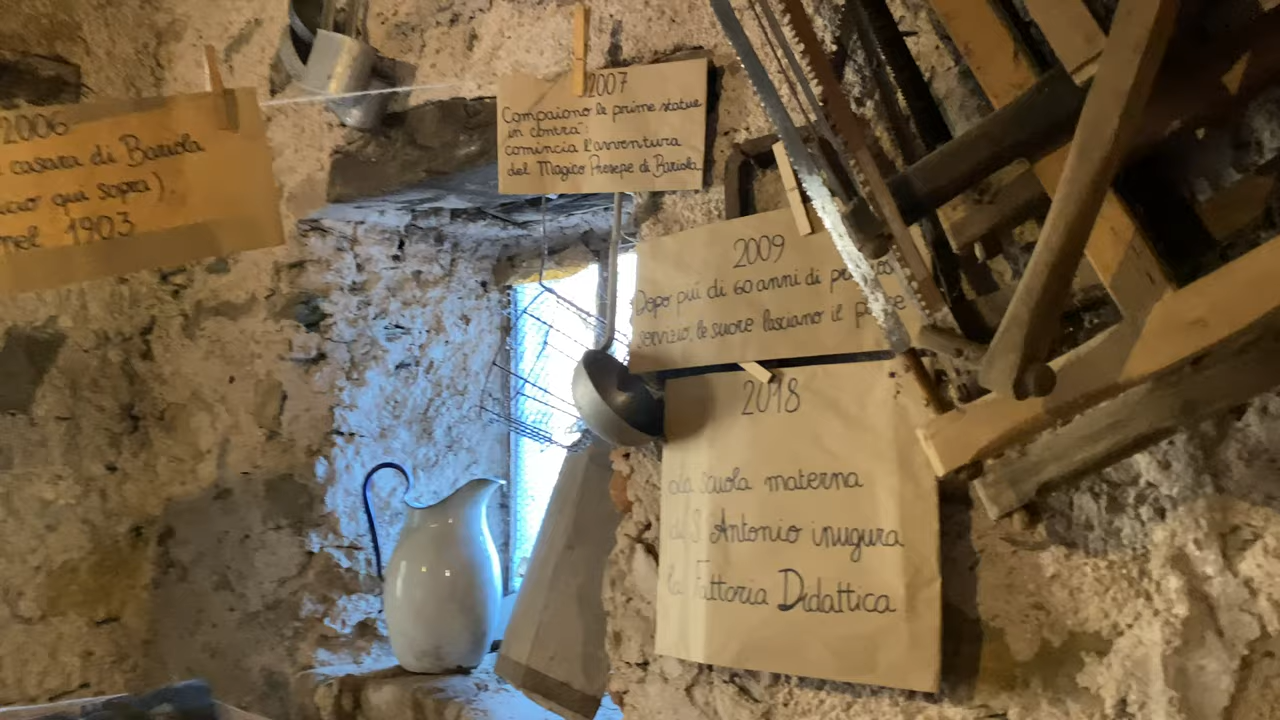 2006
casara di Bariola
qui sopra)
nel 1903
2007
Compaiono le prime statue
in contra'
comincia l'avventura
del Magico Presepe di Bariola
2009
Dopo più di 60 anni di
servizio, le suore lasciano il
2018
scuola materna
S. Antonio inugura
la Fattoria Didattica